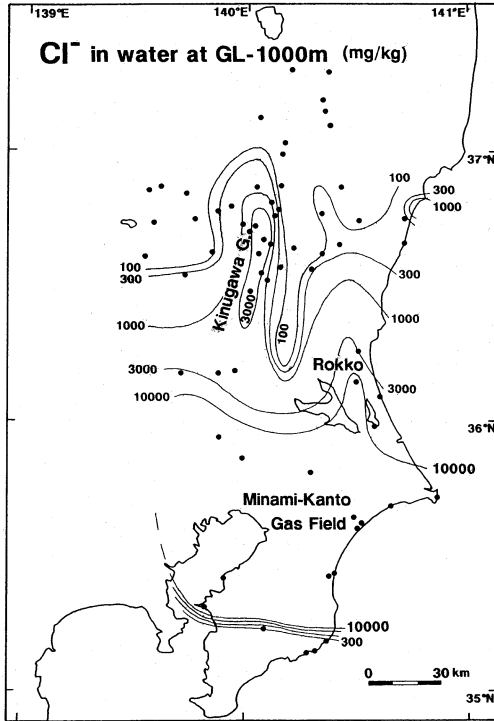 139°E 140°E 141°E
Cl⁻ in water at GL-1000m (mg/kg)
37°N
100
300
1000
100
300
Kinugawa G.
3000
300
1000
1000
100
3000
Rokko
3000
10000
36°N
10000
Minami-Kanto
Gas Field
10000
300
0 30 km
35°N